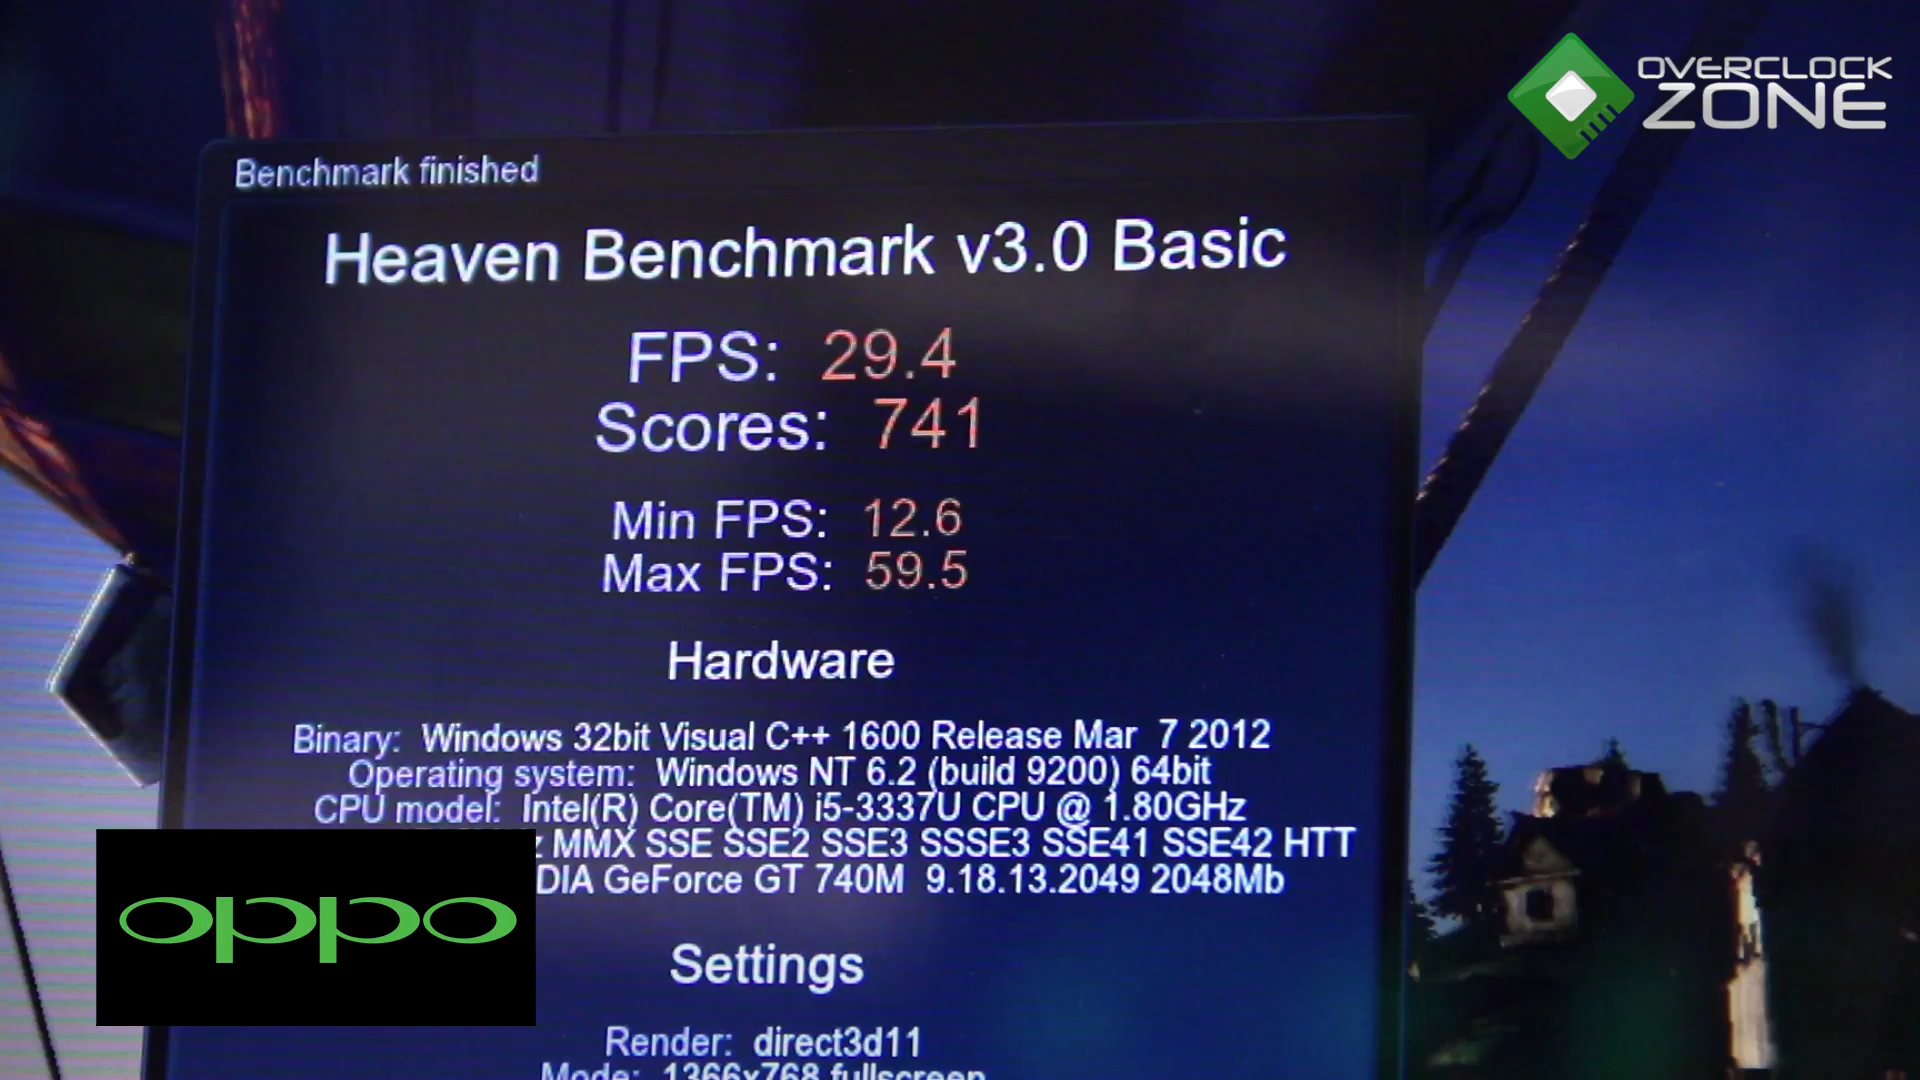 OVERCLOCK
ZONE
Benchmark finished
Heaven Benchmark v3.0 Basic
FPS: 29.4
Scores: 741
Min FPS: 12.6
Max FPS: 59.5
Hardware
Binary: Windows 32bit Visual C++ 1600 Release Mar 7 2012
Operating system: Windows NT 6.2 (build 9200) 64bit
CPU model: Intel(R) Core(TM) i5-3337U CPU @ 1.80GHz
MMX SSE SSE2 SSE3 SSSE3 SSE41 SSE42 HTT
DIA GeForce GT 740M 9.18.13.2049 2048Mb
oppo
Settings
Render: direct3d11
Mode: 1366x768 fullscreen